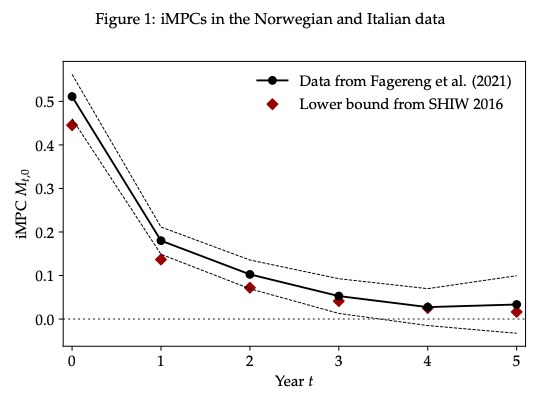 Figure 1: iMPCs in the Norwegian and Italian data
Data from Fagereng et al. (2021)
Lower bound from SHIW 2016
iMPC M_{t,0}
0.5
0.4
0.3
0.2
0.1
0.0
0 1 2 3 4 5
Year t